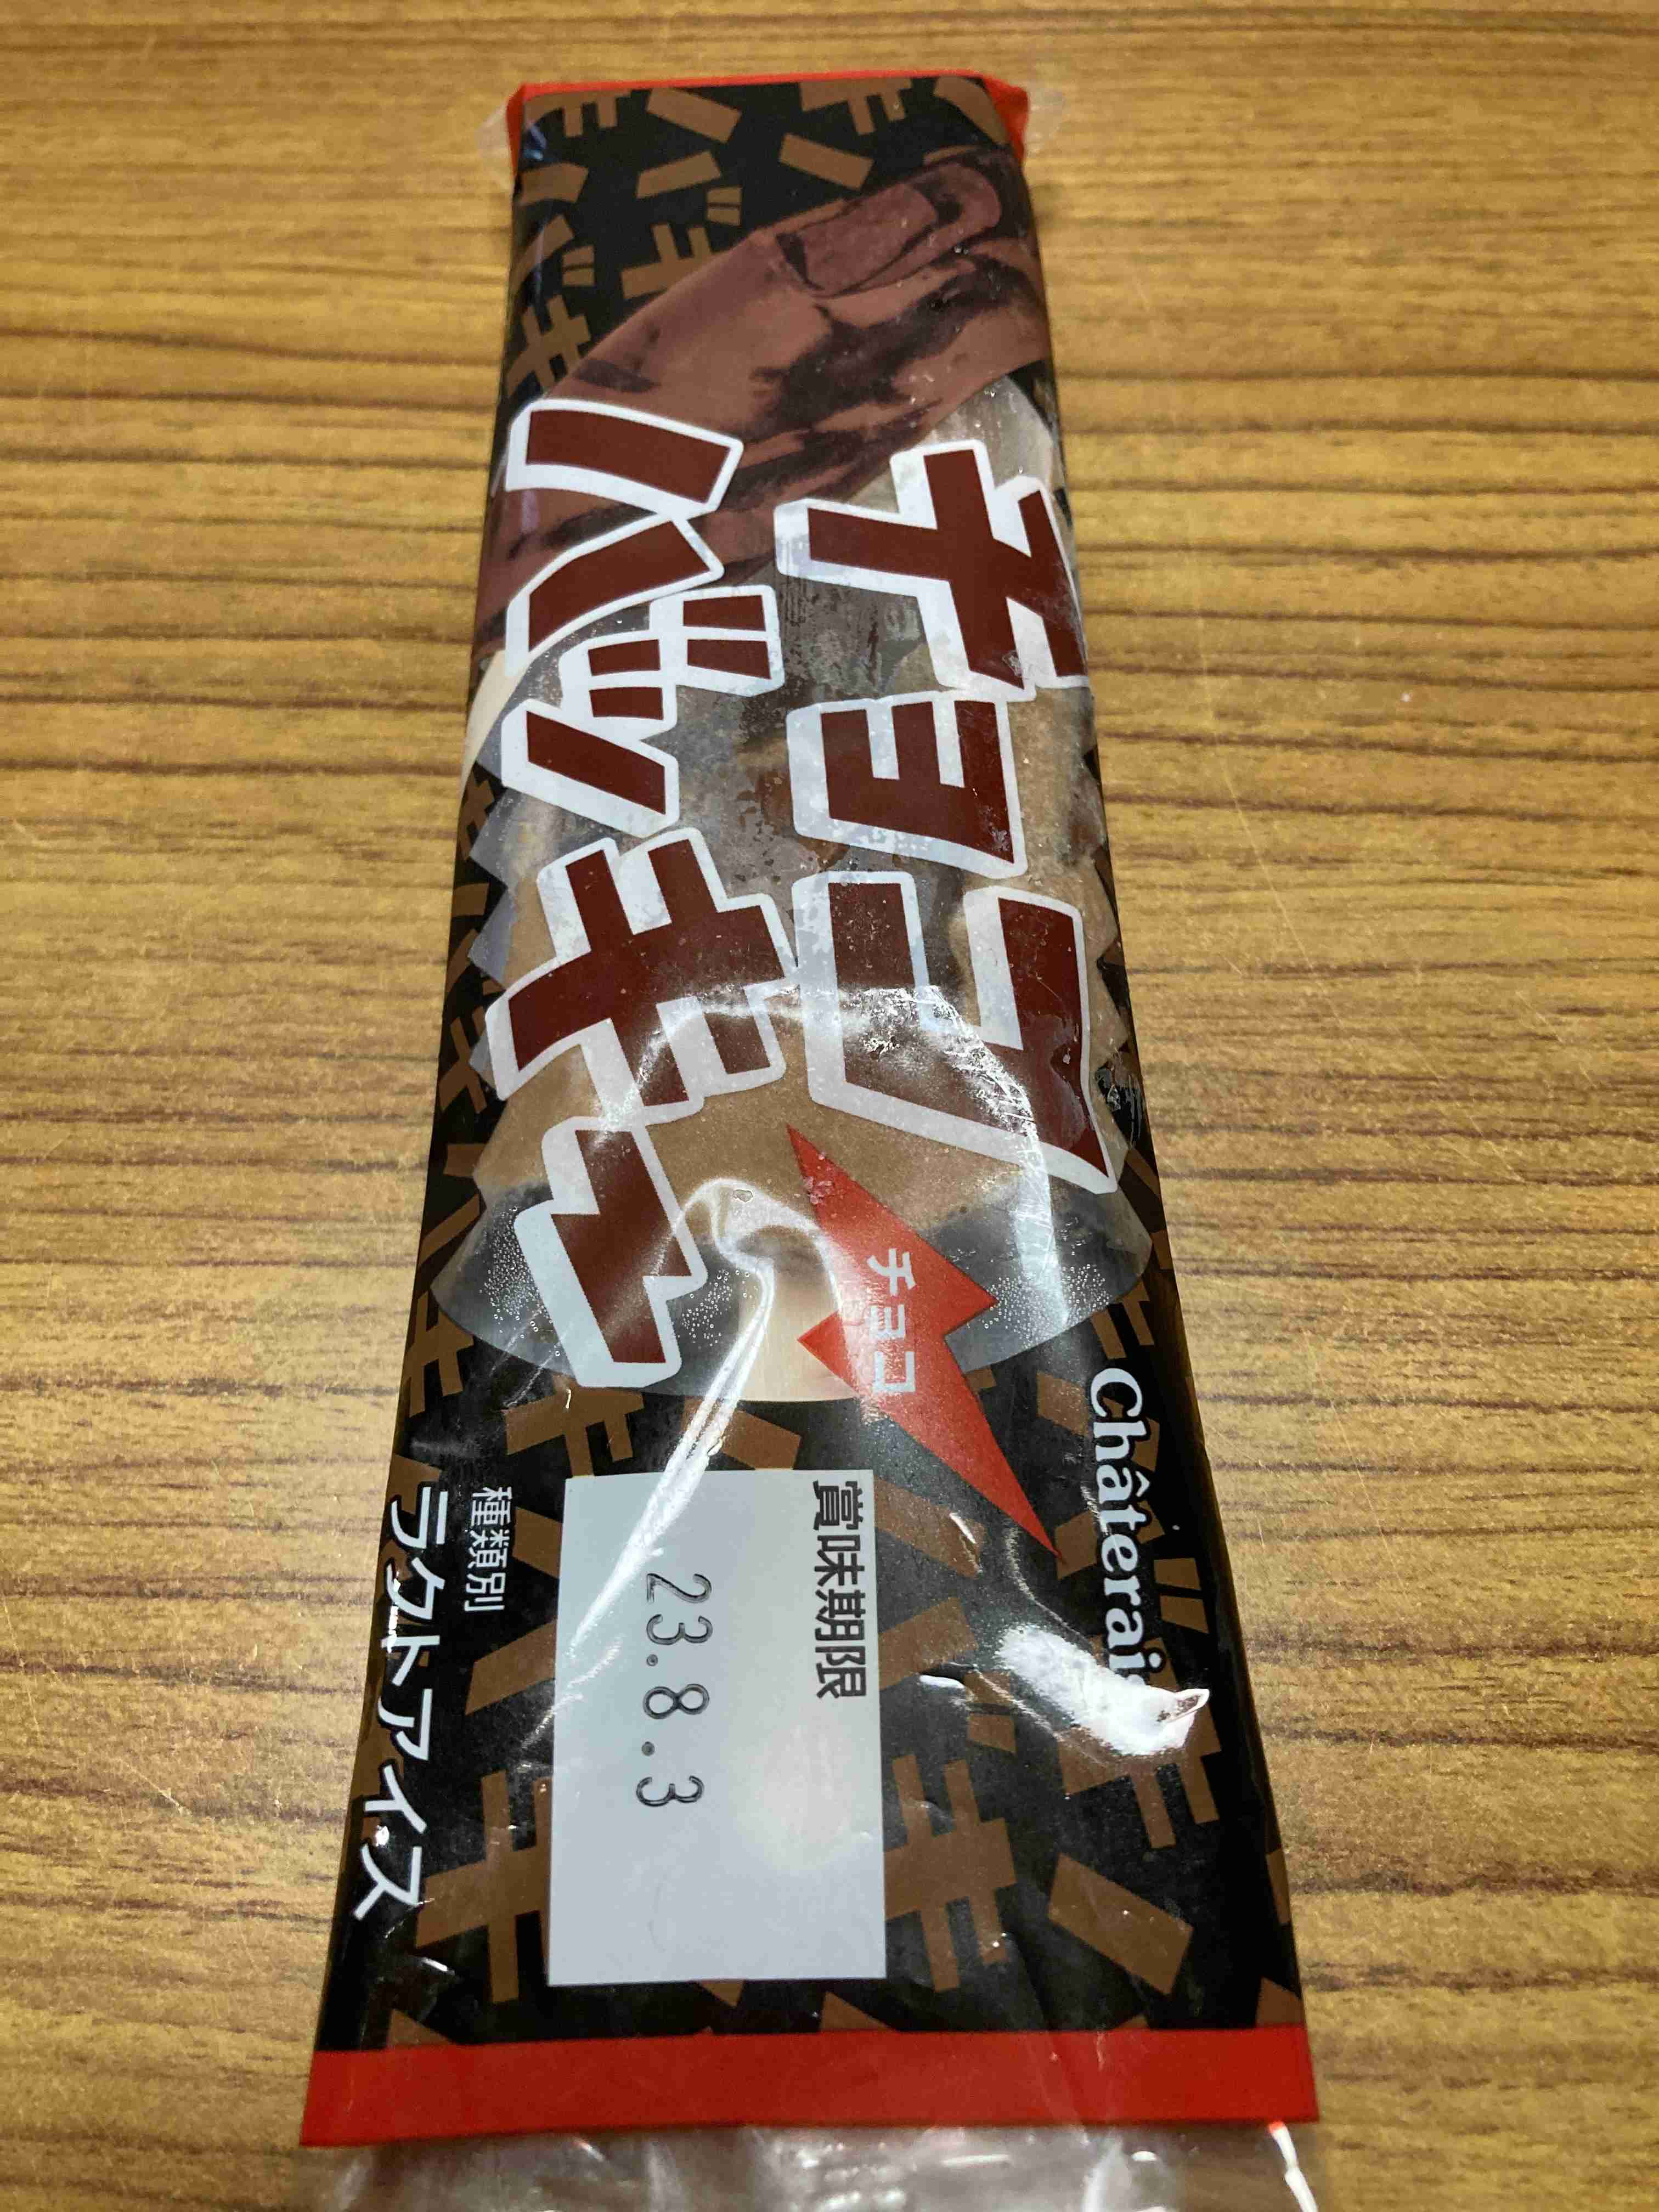 チョコ
バッキー
チョコ
Châterai
賞味期限
23.8.3
種類別
ラクトアイス